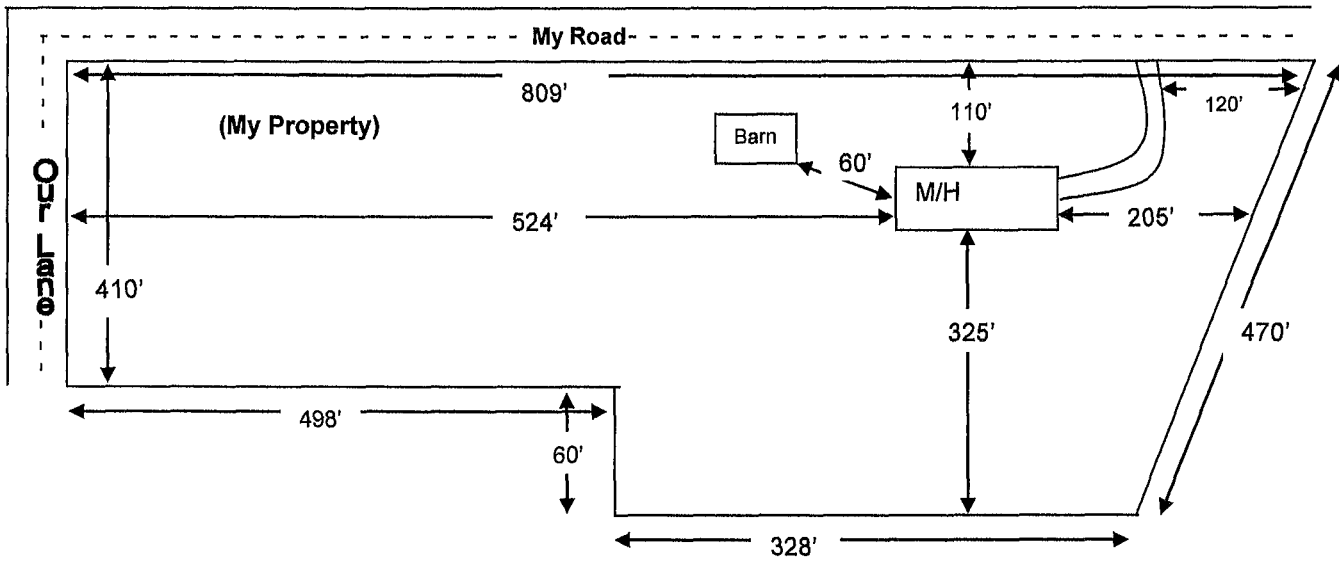 My Road
809'
110'
120'
(My Property)
Barn
60'
M/H
Our Lane
524'
205'
410'
325'
470'
498'
60'
328'